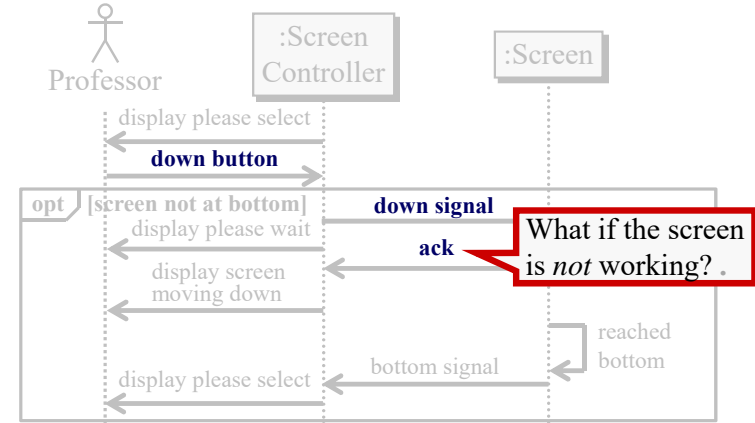 :Screen
Controller
:Screen
Professor
display please select
down button
opt [screen not at bottom]
down signal
display please wait
ack
What if the screen
is not working? .
display screen
moving down
reached
bottom
bottom signal
display please select